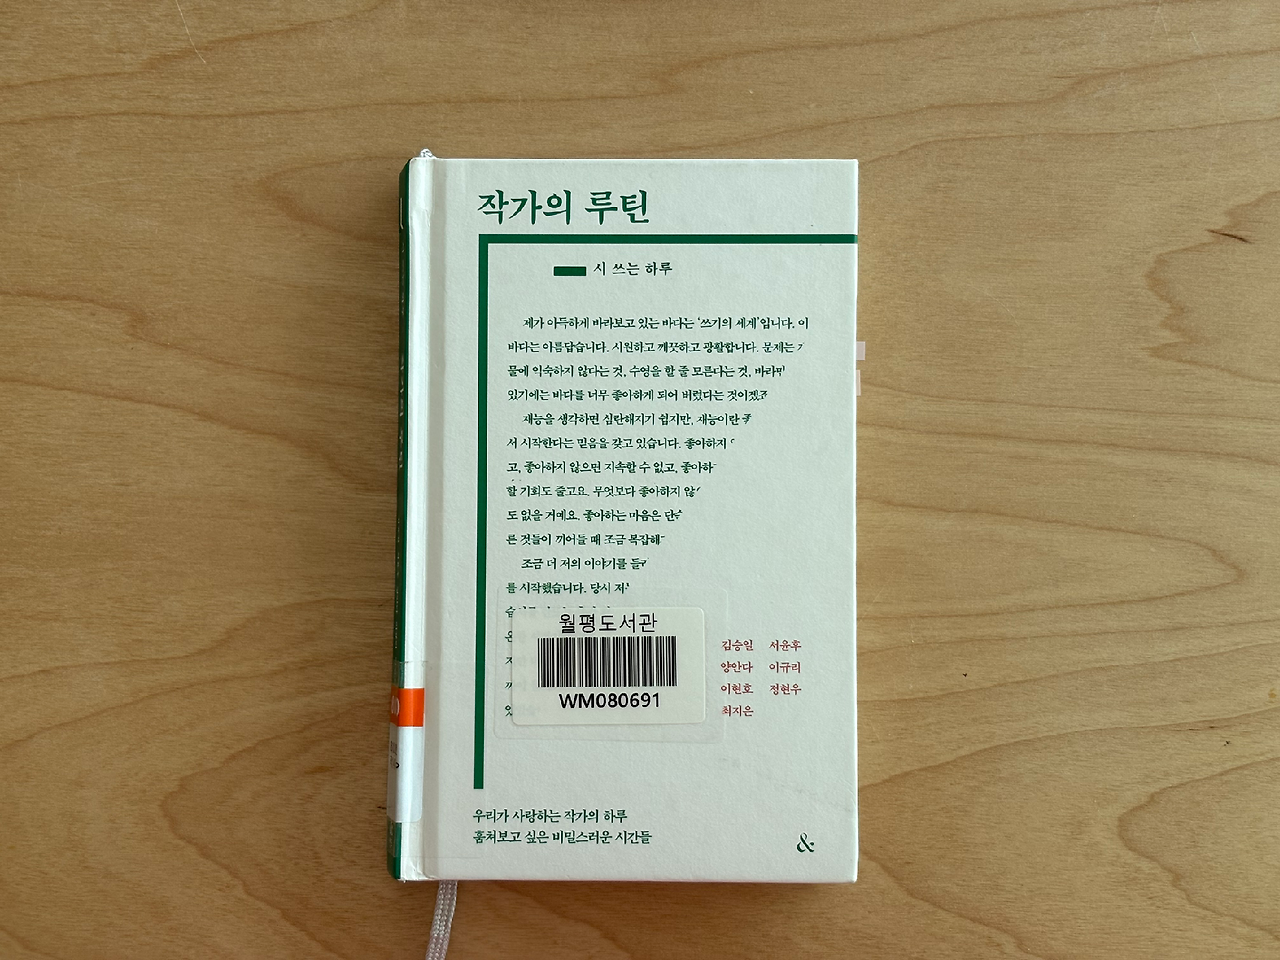 작가의 루틴
시 쓰는 하루
제가 아득하게 바라보고 있는 바다는 '쓰기의 세계'입니다. 이
바다는 아름답습니다. 시원하고 깨끗하고 광활합니다. 문제는
물에 익숙하지 않다는 것, 수영을 할 줄 모른다는 것, 바라만
있기에는 바다를 너무 좋아하게 되어 버렸다는 것이겠고
재능을 생각하면 심란해지기 쉽지만, 재능이란
서 시작한다는 믿음을 갖고 있습니다. 좋아하지
고, 좋아하지 않으면 지속할 수 없고, 좋아하
할 기회도 줄고요. 무엇보다 좋아하지 않
도 없을 거예요. 좋아하는 마음은 단
른 것들이 끼어들 때 조금 복잡해
조금 더 저의 이야기를
를 시작했습니다. 당시
월평도서관
WM080691
김승일 서윤후
양안다 이규리
이현호 정현우
최지은
우리가 사랑하는 작가의 하루
훔쳐보고 싶은 비밀스러운 시간들
&